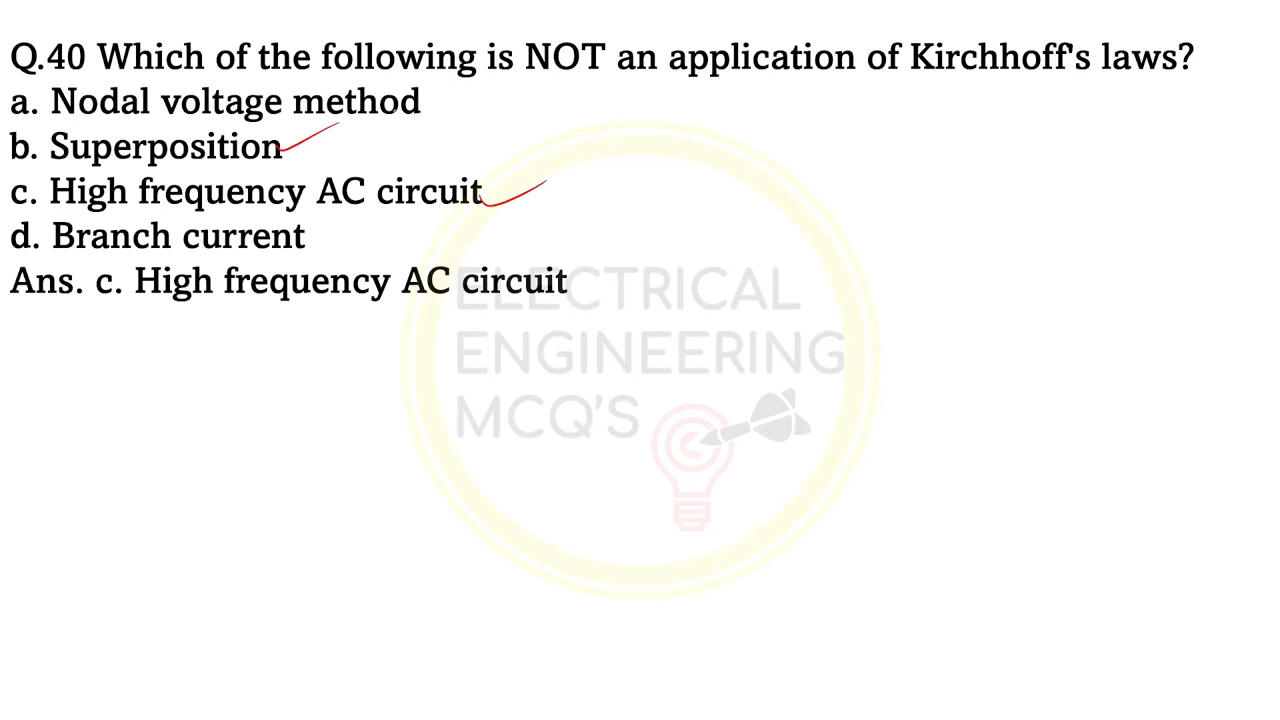 Q.40 Which of the following is NOT an application of Kirchhoff's laws?
a. Nodal voltage method
b. Superposition
c. High frequency AC circuit
d. Branch current
Ans. c. High frequency AC circuit
ELECTRICAL
ENGINEERING
MCQ'S